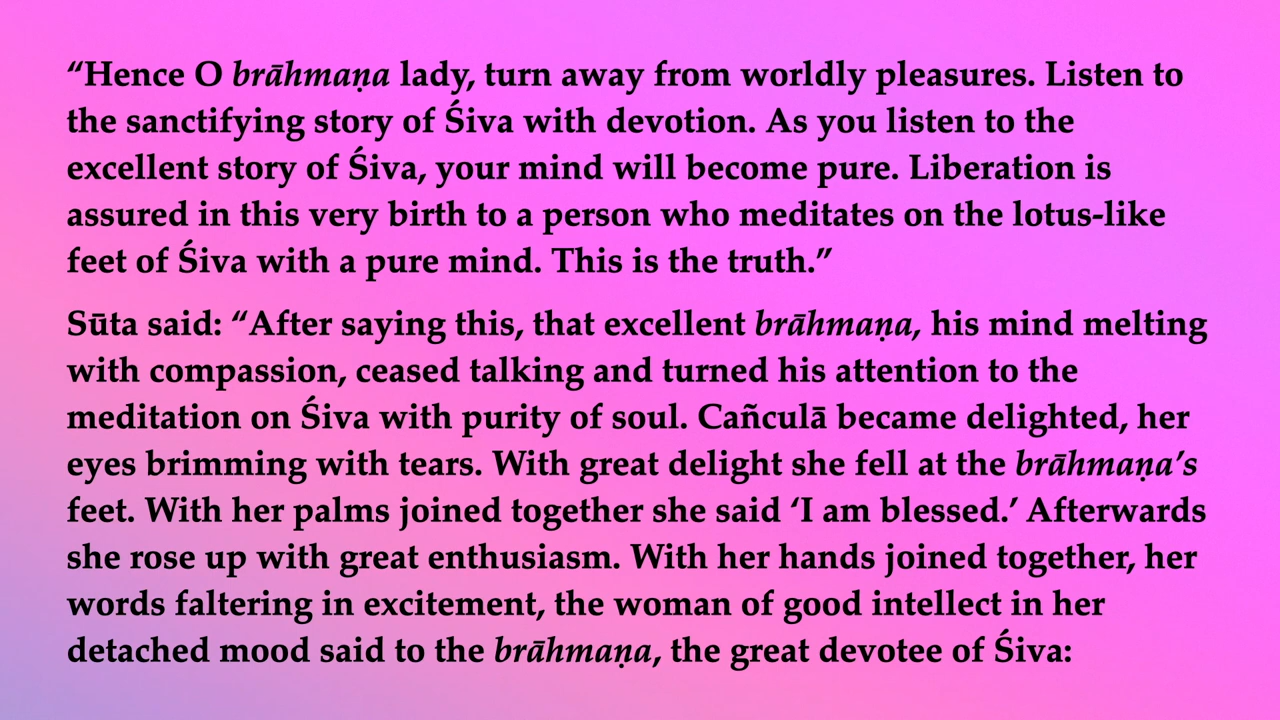 “Hence O brāhmaṇa lady, turn away from worldly pleasures. Listen to
the sanctifying story of Śiva with devotion. As you listen to the
excellent story of Śiva, your mind will become pure. Liberation is
assured in this very birth to a person who meditates on the lotus-like
feet of Śiva with a pure mind. This is the truth.”
Sūta said: “After saying this, that excellent brāhmaṇa, his mind melting
with compassion, ceased talking and turned his attention to the
meditation on Śiva with purity of soul. Cañculā became delighted, her
eyes brimming with tears. With great delight she fell at the brāhmaṇa’s
feet. With her palms joined together she said ‘I am blessed.’ Afterwards
she rose up with great enthusiasm. With her hands joined together, her
words faltering in excitement, the woman of good intellect in her
detached mood said to the brāhmaṇa, the great devotee of Śiva: